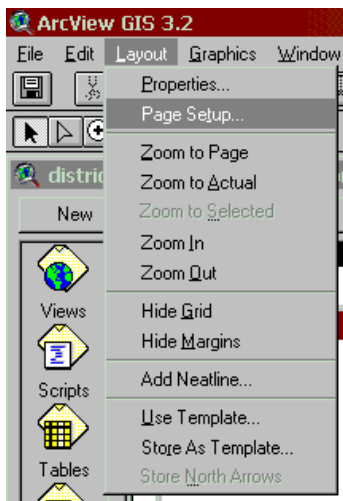 ArcView GIS 3.2
File Edit Layout Graphics Window
Properties...
Page Setup...
distric
Zoom to Page
Zoom to Actual
New
Zoom to Selected
Zoom In
Zoom Out
Views
Hide Grid
Hide Margins
Scripts
Add Neatline...
Use Template...
Store As Template...
Tables
Store North Arrows